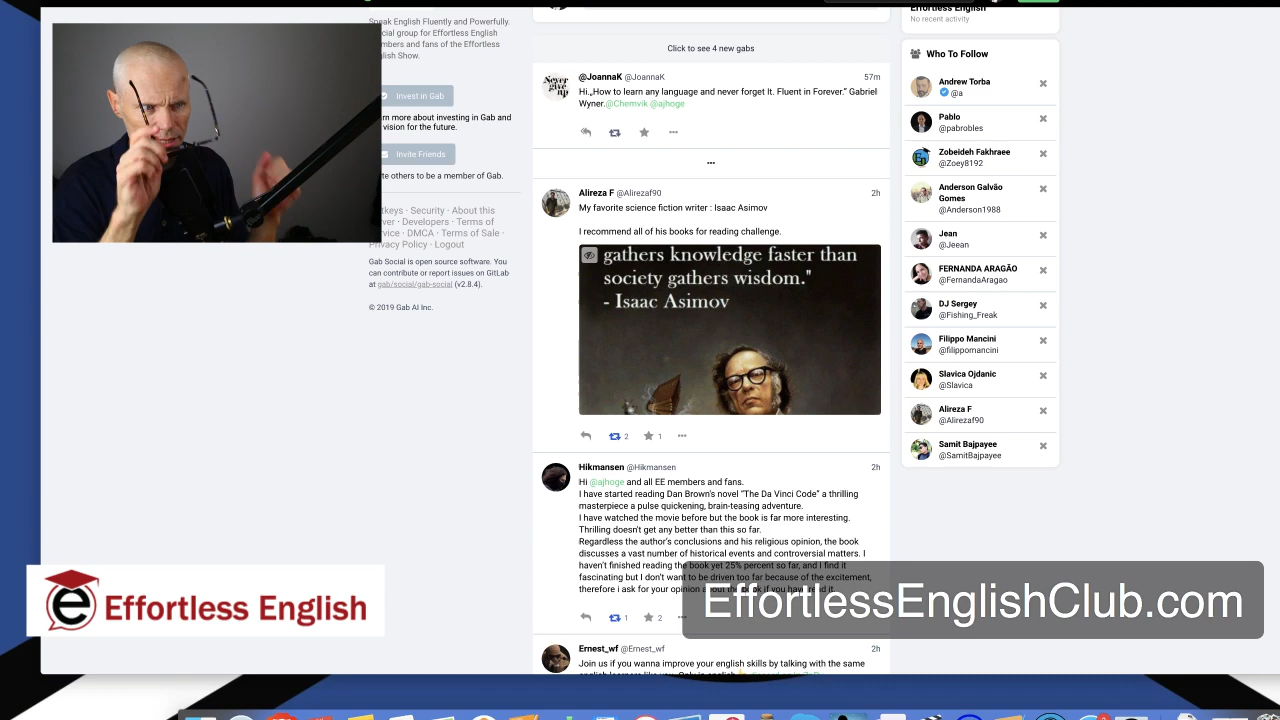 Speak English Fluently and Powerfully.
group for Effortless English
and fans of the Effortless
Show.
Invest in Gab
more about investing in Gab and
vision for the future.
Invite Friends
others to be a member of Gab.
Security · About this
Developers · Terms of
DMCA · Terms of Sale ·
Privacy Policy · Logout
Gab Social is open source software. You
can contribute or report issues on GitLab
at gab/social/gab-social (v2.8.4).
© 2019 Gab AI Inc.
Click to see 4 new gabs
Never
give
up
@JoannaK @JoannaK 57m
Hi.„How to learn any language and never forget It. Fluent in Forever.” Gabriel
Wyner.@Chemvik @ajhoge
Alireza F @Alirezaf90 2h
My favorite science fiction writer : Isaac Asimov
I recommend all of his books for reading challenge.
gathers knowledge faster than
society gathers wisdom."
- Isaac Asimov
2 1
Hikmansen @Hikmansen 2h
Hi @ajhoge and all EE members and fans.
I have started reading Dan Brown's novel "The Da Vinci Code" a thrilling
masterpiece a pulse quickening, brain-teasing adventure.
I have watched the movie before but the book is far more interesting.
Thrilling doesn't get any better than this so far.
Regardless the author's conclusions and his religious opinion, the book
discusses a vast number of historical events and controversial matters. I
haven't finished reading the book yet 25% percent so far, and I find it
fascinating but I don't want to be driven too far because of the excitement,
therefore i ask for your opinion about the book if you have read it.
1 2
Ernest_wf @Ernest_wf 2h
Join us if you wanna improve your english skills by talking with the same
Effortless English
No recent activity
Who To Follow
Andrew Torba
@a
Pablo
@pabrobles
Zobeideh Fakhraee
@Zoey8192
Anderson Galvão
Gomes
@Anderson1988
Jean
@Jeean
FERNANDA ARAGÃO
@FernandaAragao
DJ Sergey
@Fishing_Freak
Filippo Mancini
@filippomancini
Slavica Ojdanic
@Slavica
Alireza F
@Alirezaf90
Samit Bajpayee
@SamitBajpayee
e Effortless English
EffortlessEnglishClub.com